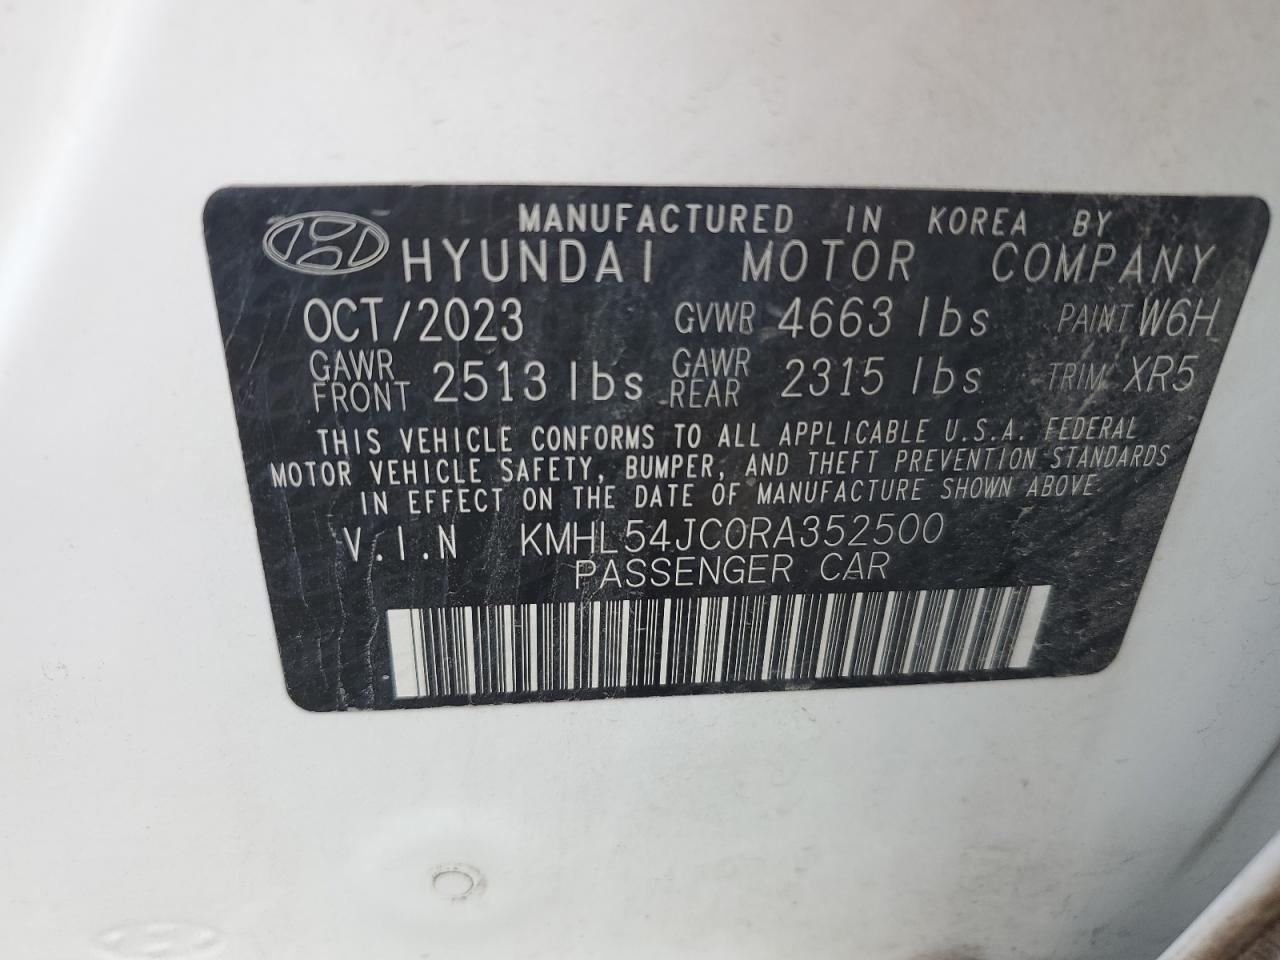 MANUFACTURED IN KOREA BY
HYUNDAI MOTOR COMPANY
OCT/2023 GVWR 4663 lbs PAINT W6H
GAWR FRONT 2513 lbs GAWR REAR 2315 lbs TRIM XR5
THIS VEHICLE CONFORMS TO ALL APPLICABLE U.S.A. FEDERAL
MOTOR VEHICLE SAFETY, BUMPER, AND THEFT PREVENTION STANDARDS
IN EFFECT ON THE DATE OF MANUFACTURE SHOWN ABOVE
V.I.N KMHL54JC0RA352500
PASSENGER CAR